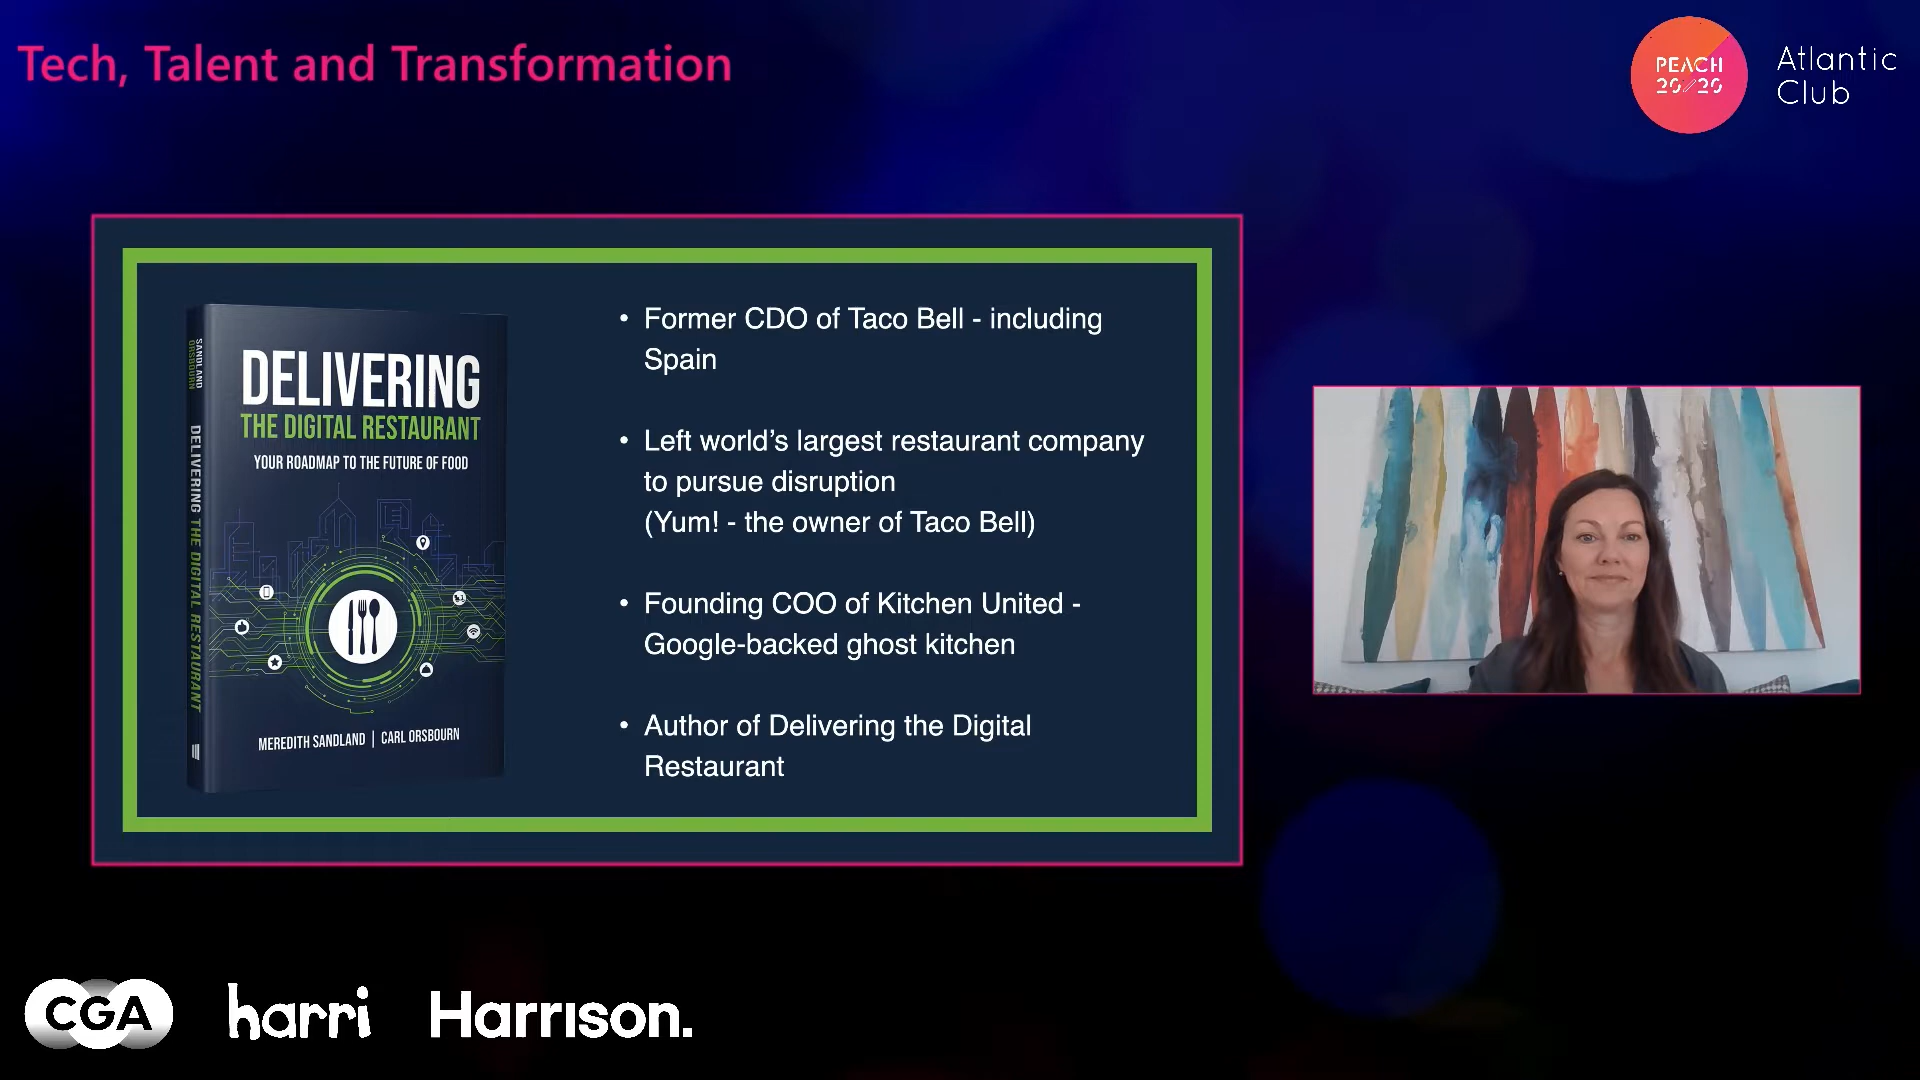 Tech, Talent and Transformation
PEACH
20/20
Atlantic
Club
SANDLAND
ORSBOURN
DELIVERING THE DIGITAL RESTAURANT
DELIVERING
THE DIGITAL RESTAURANT
YOUR ROADMAP TO THE FUTURE OF FOOD
MEREDITH SANDLAND | CARL ORSBOURN
• Former CDO of Taco Bell - including
Spain
• Left world's largest restaurant company
to pursue disruption
(Yum! - the owner of Taco Bell)
• Founding COO of Kitchen United -
Google-backed ghost kitchen
• Author of Delivering the Digital
Restaurant
CGA
harri
Harrison.